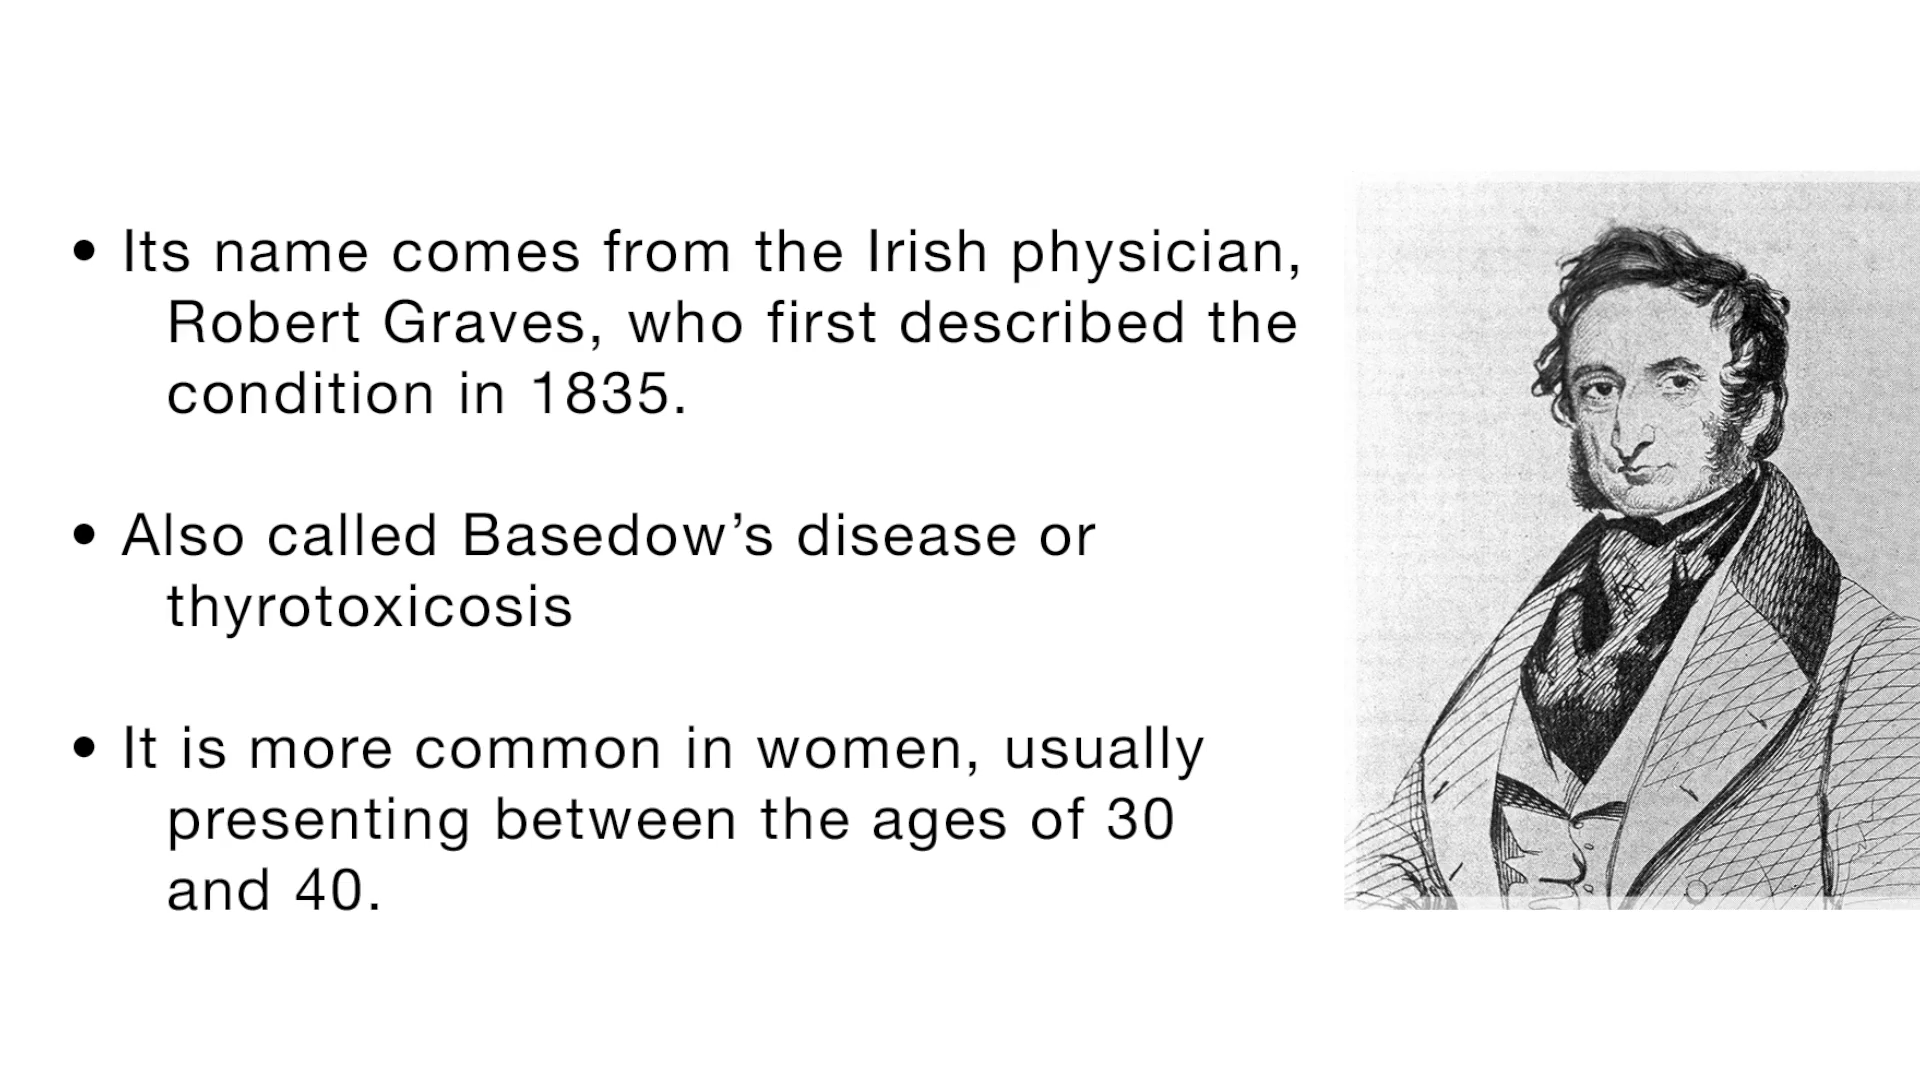 • Its name comes from the Irish physician,
Robert Graves, who first described the
condition in 1835.
• Also called Basedow’s disease or
thyrotoxicosis
• It is more common in women, usually
presenting between the ages of 30
and 40.